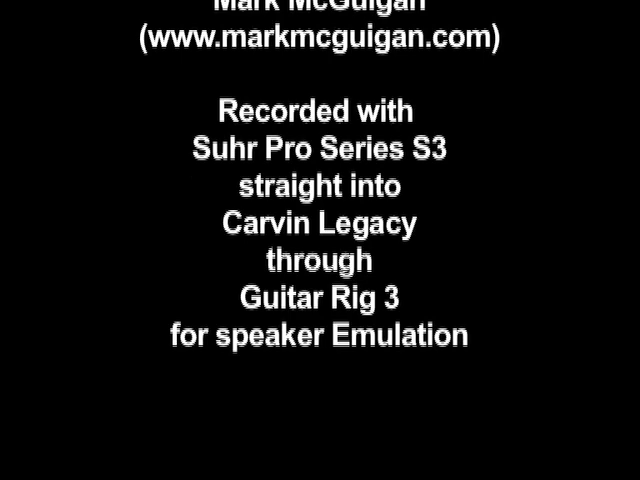 Mark McGuigan
(www.markmcguigan.com)
Recorded with
Suhr Pro Series S3
straight into
Carvin Legacy
through
Guitar Rig 3
for speaker Emulation